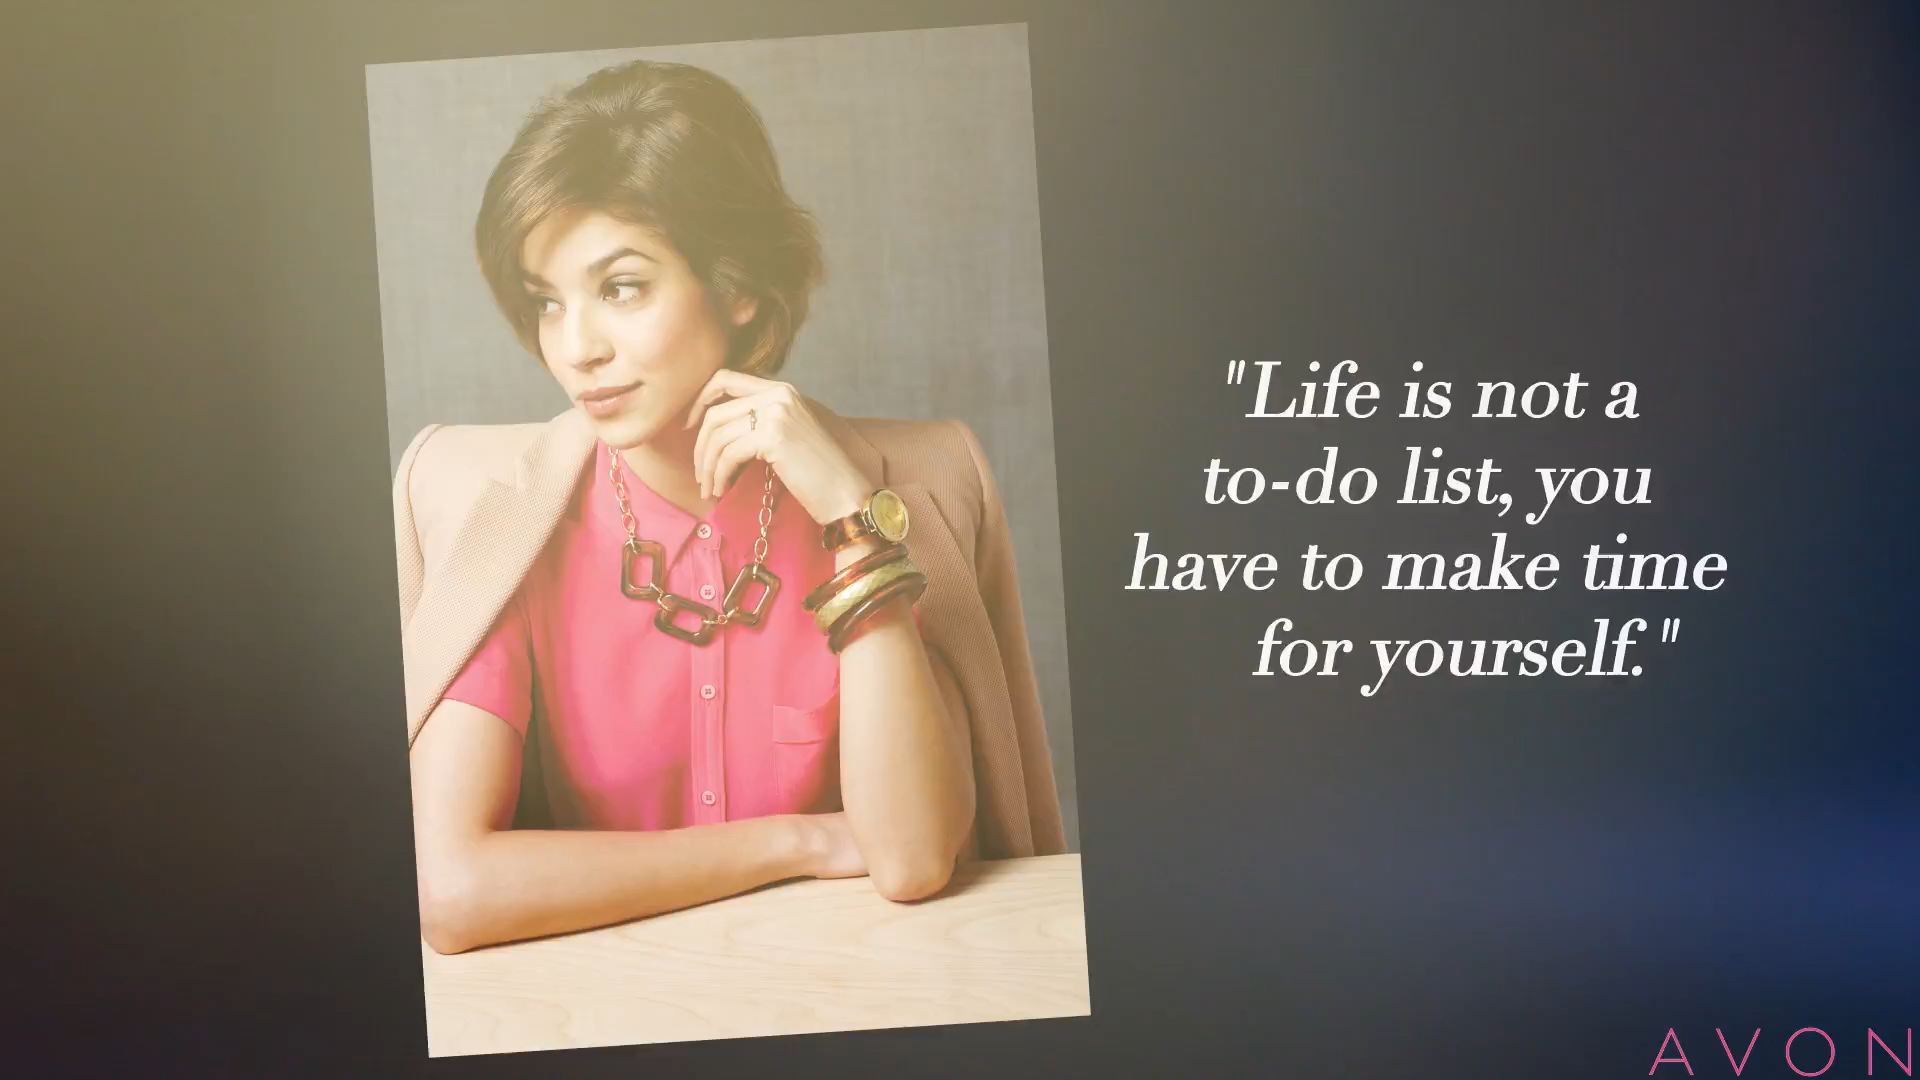 "Life is not a
to-do list, you
have to make time
for yourself."
AVON